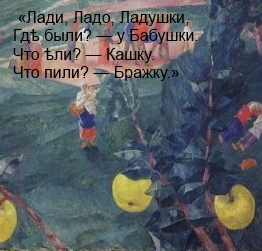 «Лади, Ладо, Ладушки,
Гдѣ были? — у Бабушки.
Что ѣли? — Кашку.
Что пили? — Бражку.»